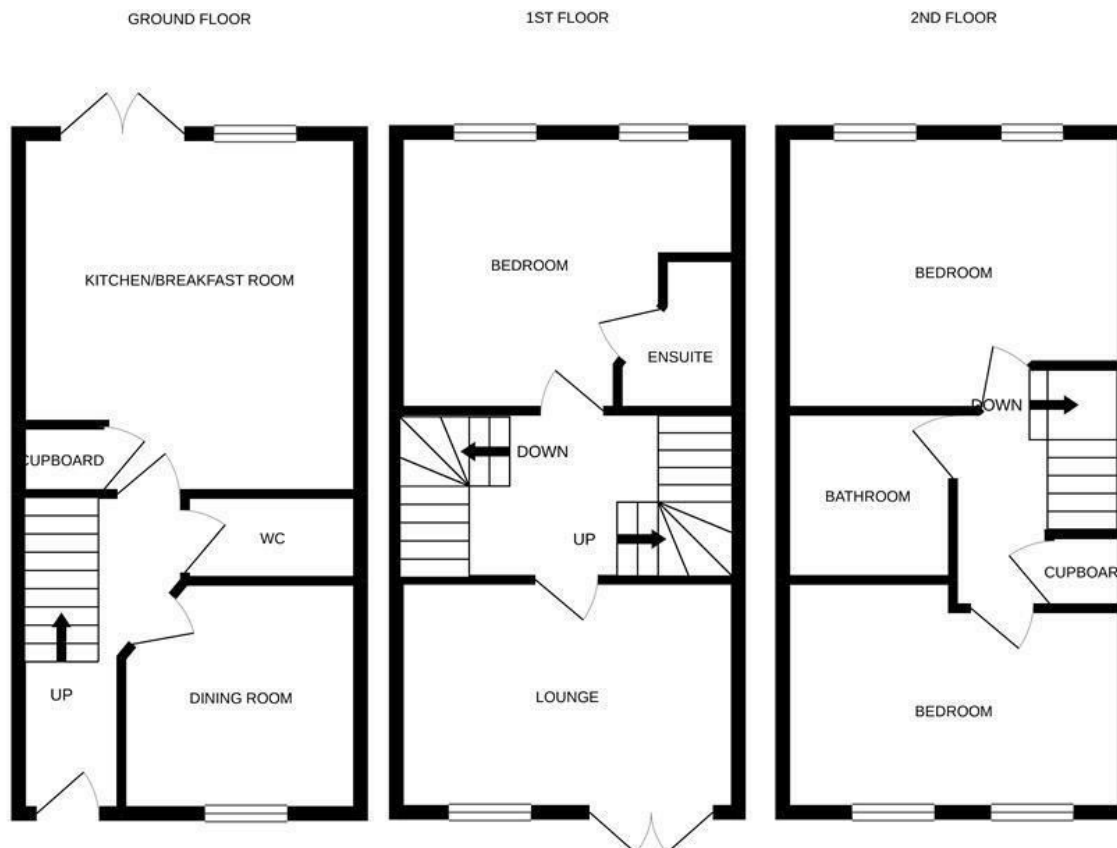 GROUND FLOOR
KITCHEN/BREAKFAST ROOM
CUPBOARD
WC
UP
DINING ROOM
1ST FLOOR
BEDROOM
ENSUITE
DOWN
UP
LOUNGE
2ND FLOOR
BEDROOM
DOWN
BATHROOM
CUPBOAR
BEDROOM